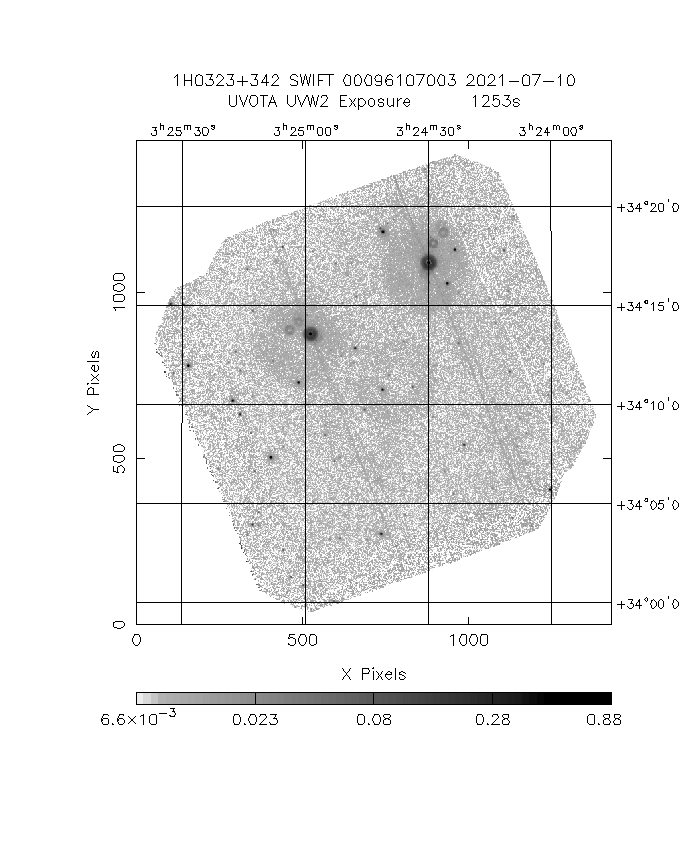 1H0323+342 SWIFT 00096107003 2021-07-10
UVOTA UVW2 Exposure 1253s
3ʰ25ᵐ30ˢ 3ʰ25ᵐ00ˢ 3ʰ24ᵐ30ˢ 3ʰ24ᵐ00ˢ
+34°20'0
1000
+34°15'0
Y Pixels
+34°10'0
500
+34°05'0
+34°00'0
0
0 500 1000
X Pixels
6.6×10⁻³ 0.023 0.08 0.28 0.88